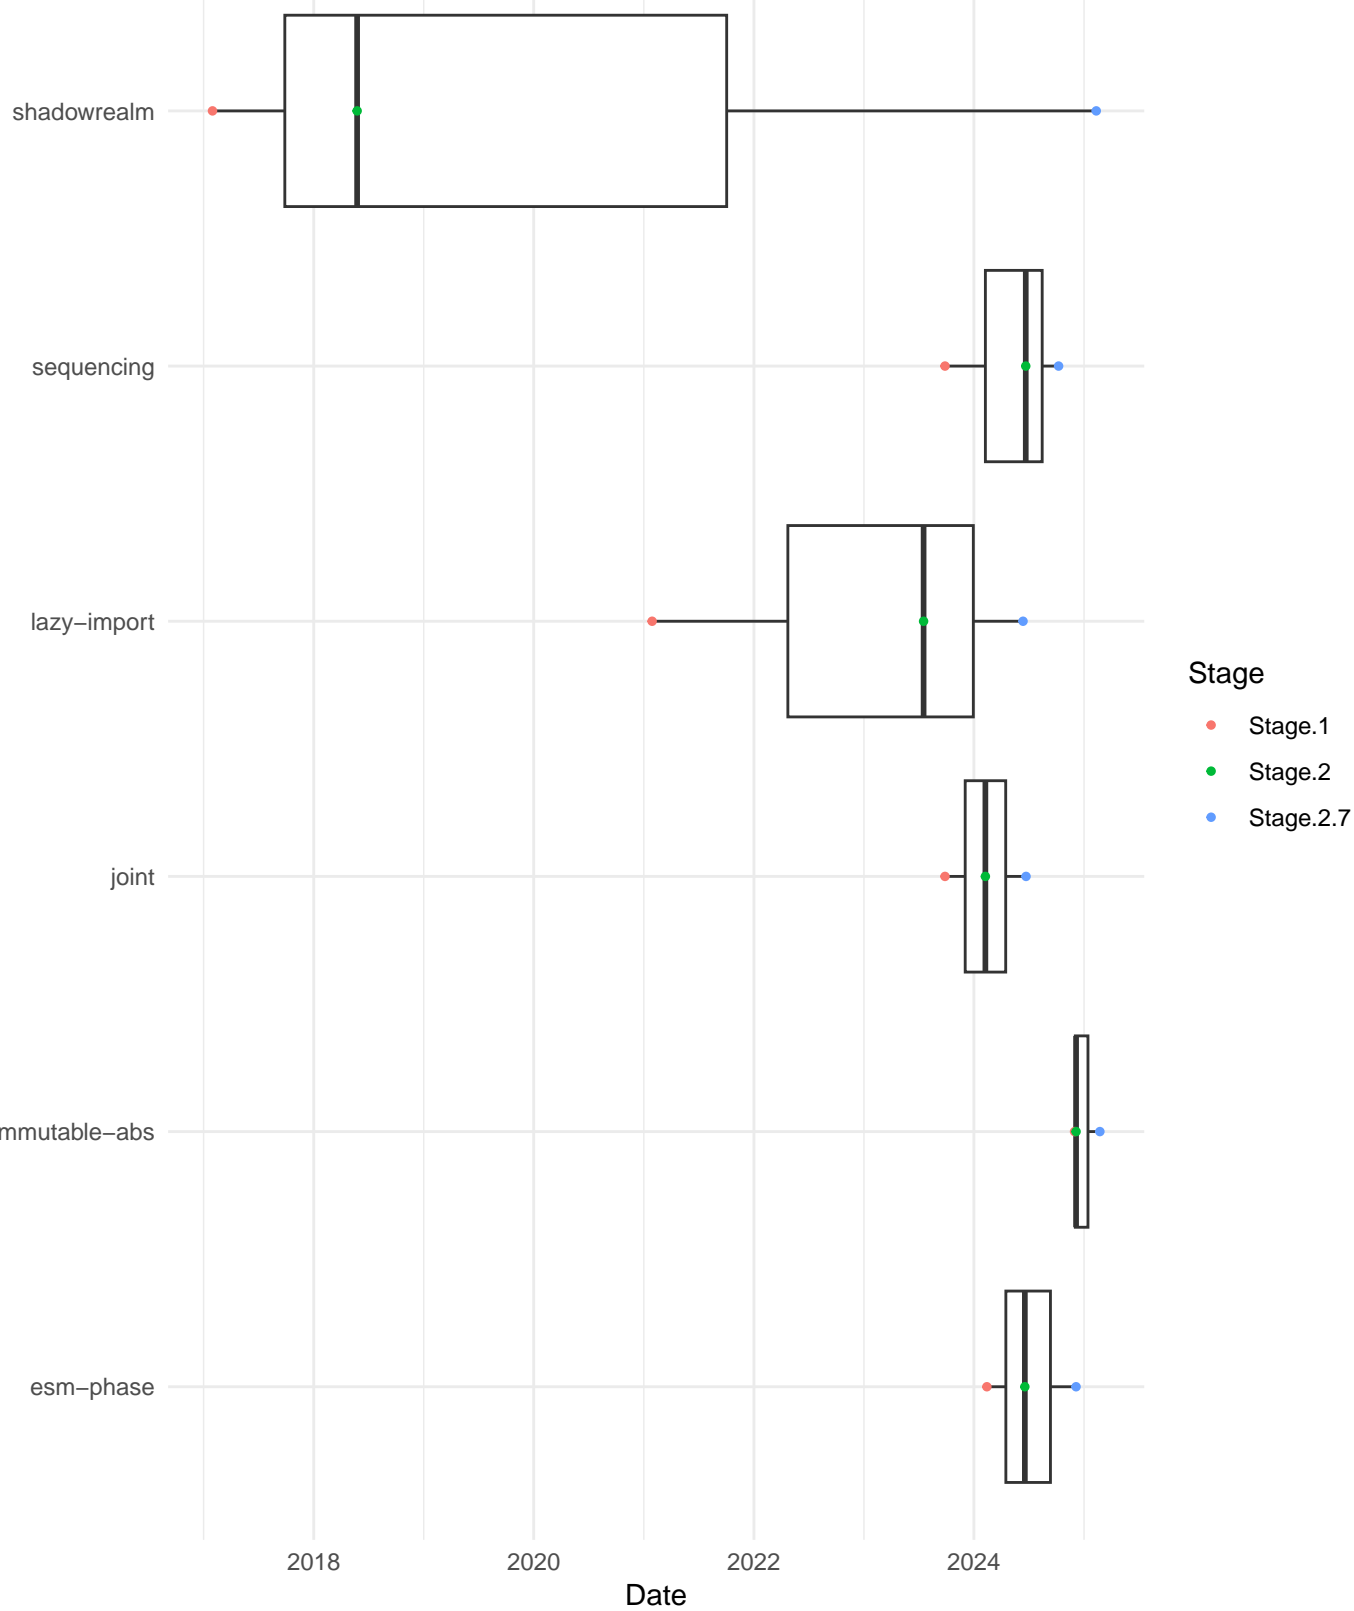 shadowrealm
sequencing
lazy−import
joint
mmutable−abs
esm−phase
2018 2020 2022 2024
Date
Stage
Stage.1
Stage.2
Stage.2.7